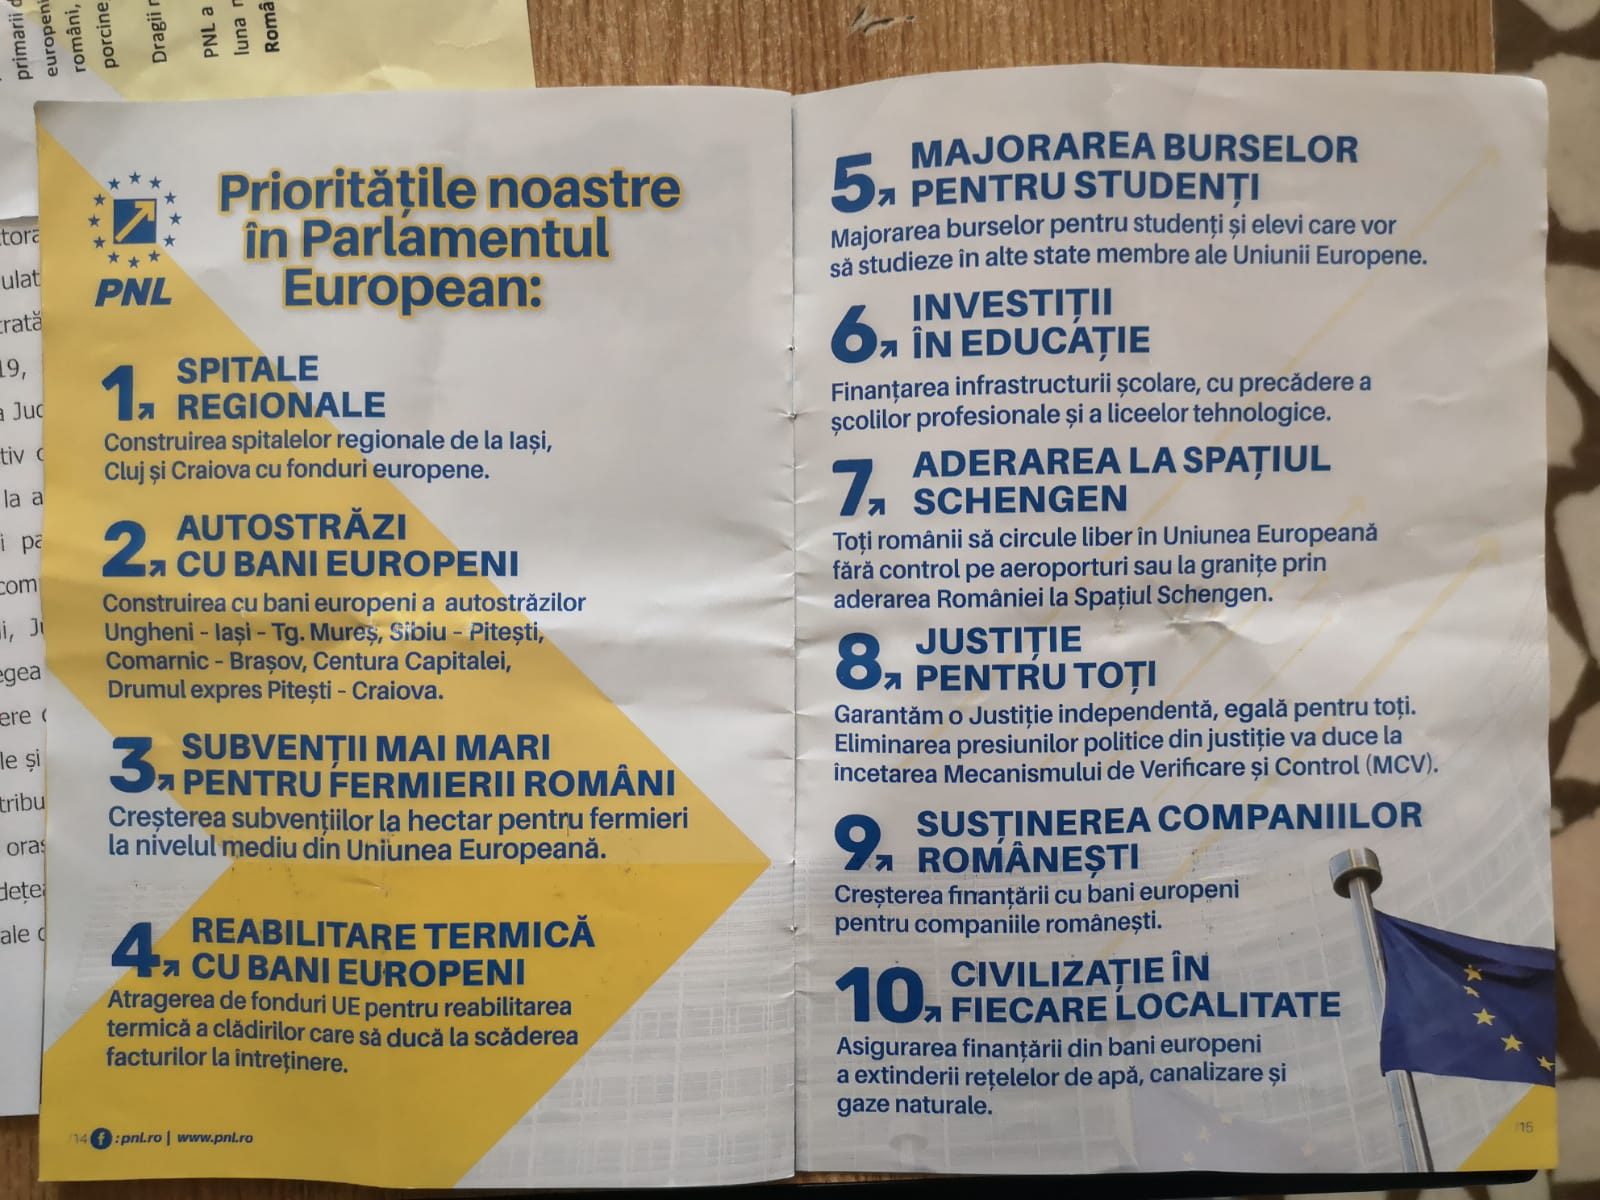 primarii
europeni
români,
porcine,
Dragii
PNL a
luna
Româ
PNL
Prioritățile noastre
în Parlamentul
European:
1 SPITALE
REGIONALE
Construirea spitalelor regionale de la Iași,
Cluj și Craiova cu fonduri europene.
2 AUTOSTRĂZI
CU BANI EUROPENI
Construirea cu bani europeni a autostrăzilor
Ungheni - Iași - Tg. Mureș, Sibiu - Pitești,
Comarnic - Brașov, Centura Capitalei,
Drumul expres Pitești - Craiova.
3 SUBVENȚII MAI MARI
PENTRU FERMIERII ROMÂNI
Creșterea subvențiilor la hectar pentru fermieri
la nivelul mediu din Uniunea Europeană.
4 REABILITARE TERMICĂ
CU BANI EUROPENI
Atragerea de fonduri UE pentru reabilitarea
termică a clădirilor care să ducă la scăderea
facturilor la întreținere.
/14 f :pnl.ro | www.pnl.ro
5 MAJORAREA BURSELOR
PENTRU STUDENȚI
Majorarea burselor pentru studenți și elevi care vor
să studieze în alte state membre ale Uniunii Europene.
6 INVESTIȚII
ÎN EDUCAȚIE
Finanțarea infrastructurii școlare, cu precădere a
școlilor profesionale și a liceelor tehnologice.
7 ADERAREA LA SPAȚIUL
SCHENGEN
Toți românii să circule liber în Uniunea Europeană
fără control pe aeroporturi sau la granițe prin
aderarea României la Spațiul Schengen.
8 JUSTIȚIE
PENTRU TOȚI
Garantăm o Justiție independentă, egală pentru toți.
Eliminarea presiunilor politice din justiție va duce la
încetarea Mecanismului de Verificare și Control (MCV).
9 SUSȚINEREA COMPANIILOR
ROMÂNEȘTI
Creșterea finanțării cu bani europeni
pentru companiile românești.
10 CIVILIZAȚIE ÎN
FIECARE LOCALITATE
Asigurarea finanțării din bani europeni
a extinderii rețelelor de apă, canalizare și
gaze naturale.
/15